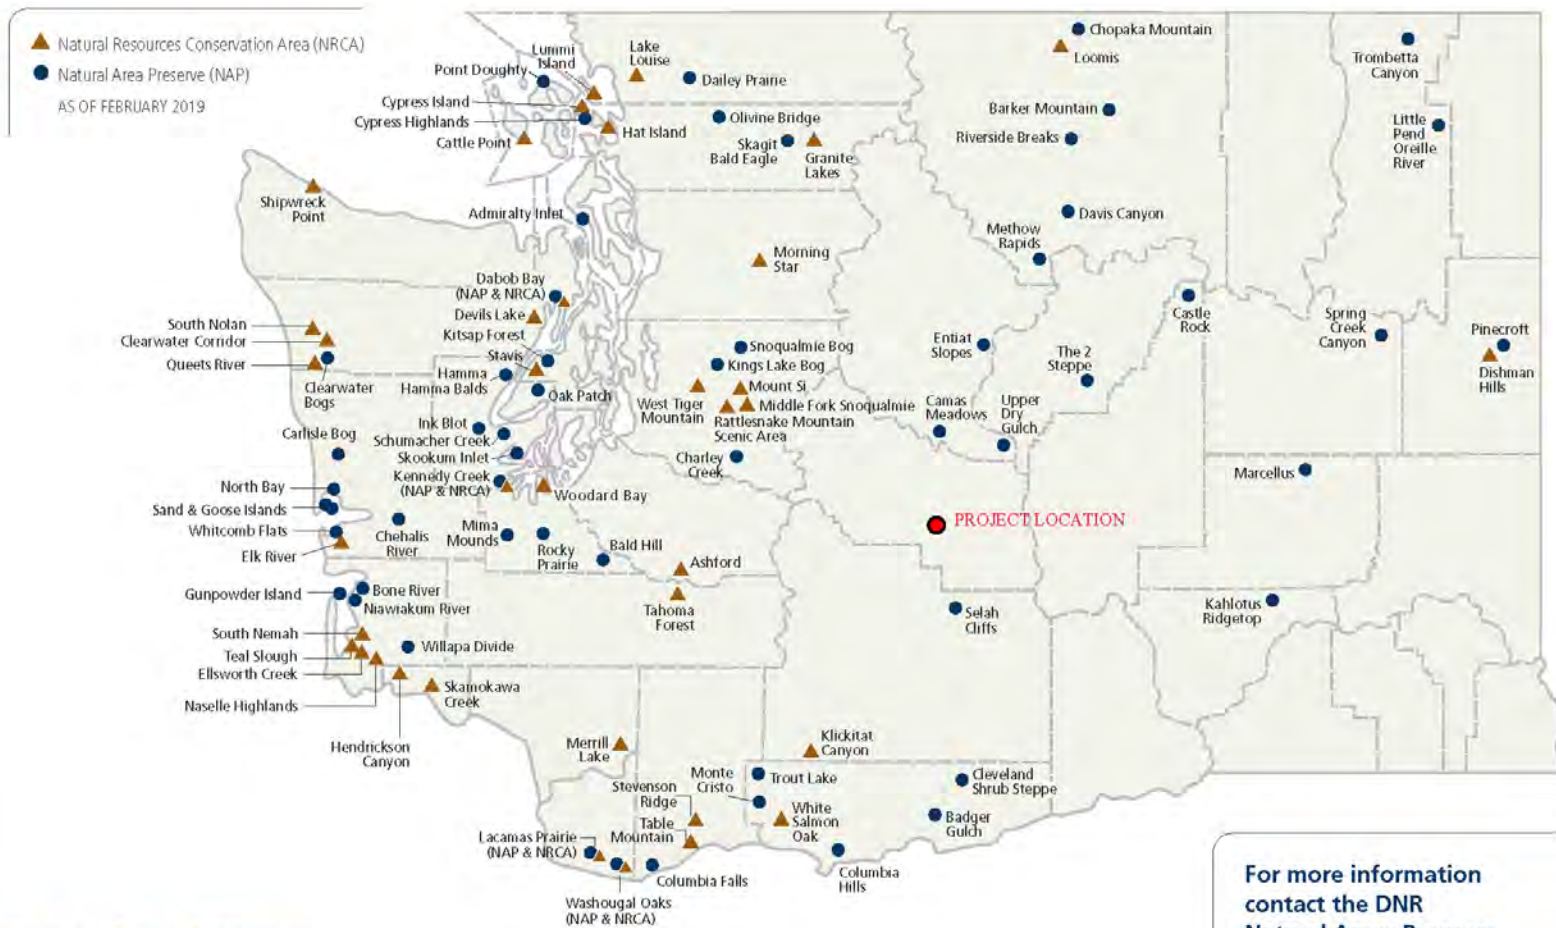 Natural Resources Conservation Area (NRCA)
Natural Area Preserve (NAP)
AS OF FEBRUARY 2019
Lummi
Island
Point Doughty
Cypress Island
Cypress Highlands
Cattle Point
Lake
Louise
Dailey Prairie
Hat Island
Olivine Bridge
Skagit
Bald Eagle
Granite
Lakes
Chopaka Mountain
Loomis
Barker Mountain
Riverside Breaks
Trombetta
Canyon
Little
Pend
Oreille
River
Shipwreck
Point
Admiralty Inlet
Davis Canyon
Methow
Rapids
Morning
Star
Dabob Bay
(NAP & NRCA)
Devils Lake
Kitsap Forest
Stavis
Hamma
Hamma Balds
Oak Patch
South Nolan
Clearwater Corridor
Queets River
Clearwater
Bogs
Castle
Rock
Spring
Creek
Canyon
Pinecroft
Dishman
Hills
Entiat
Slopes
The 2
Steppe
Snoqualmie Bog
Kings Lake Bog
Mount Si
West Tiger
Mountain
Middle Fork Snoqualmie
Rattlesnake Mountain
Scenic Area
Camas
Meadows
Upper
Dry
Gulch
Ink Blot
Schumacher Creek
Skookum Inlet
Kennedy Creek
(NAP & NRCA)
Woodard Bay
Charley
Creek
Carlisle Bog
North Bay
Sand & Goose Islands
Whitcomb Flats
Elk River
Chehalis
River
Mima
Mounds
Rocky
Prairie
Bald Hill
Ashford
Tahoma
Forest
Marcellus
PROJECT LOCATION
Gunpowder Island
Bone River
Niawiakum River
South Nemah
Teal Slough
Ellsworth Creek
Naselle Highlands
Willapa Divide
Skamokawa
Creek
Hendrickson
Canyon
Selah
Cliffs
Kahlotus
Ridgetop
Merrill
Lake
Klickitat
Canyon
Monte
Cristo
Trout Lake
Stevenson
Ridge
Table
Mountain
White
Salmon
Oak
Cleveland
Shrub Steppe
Badger
Gulch
Lacamas Prairie
(NAP & NRCA)
Columbia Falls
Columbia
Hills
Washougal Oaks
(NAP & NRCA)
For more information
contact the DNR
Natural Areas Program